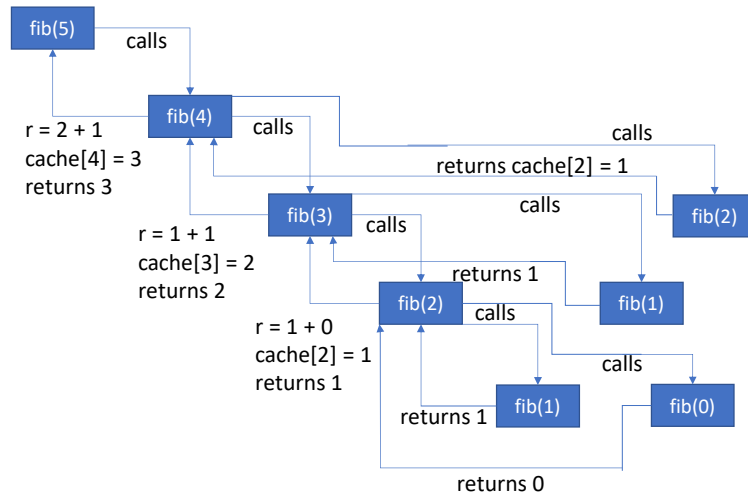 fib(5)
calls
fib(4)
calls
r = 2 + 1
cache[4] = 3
returns 3
returns cache[2] = 1
fib(2)
fib(3)
calls
calls
r = 1 + 1
cache[3] = 2
returns 2
returns 1
fib(2)
fib(1)
calls
r = 1 + 0
cache[2] = 1
returns 1
calls
fib(1)
fib(0)
returns 1
returns 0